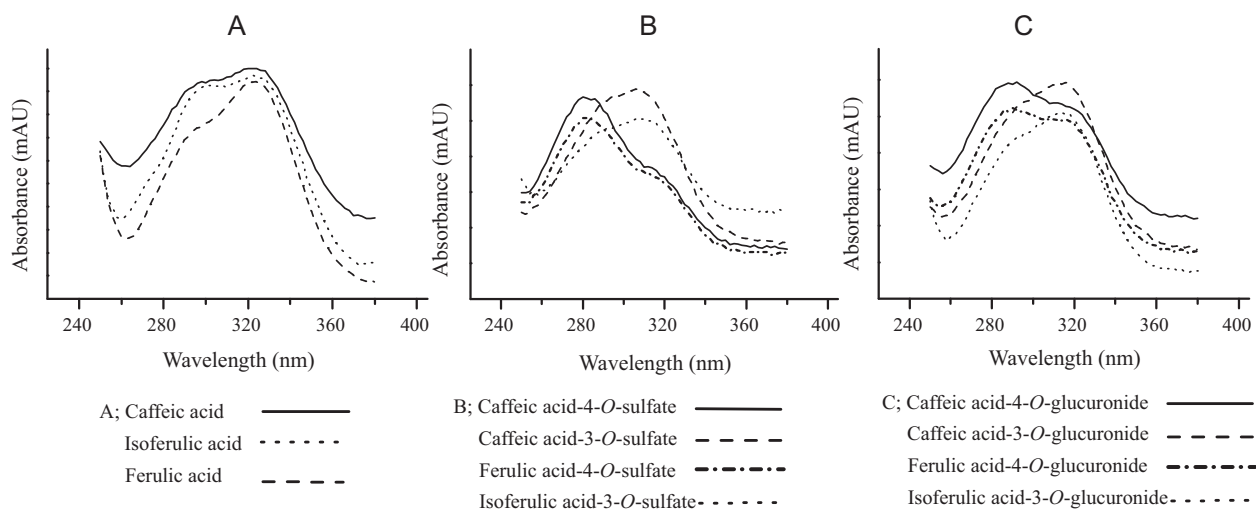 A
B
C
Absorbance (mAU)
Absorbance (mAU)
Absorbance (mAU)
240 280 320 360 400
240 280 320 360 400
240 280 320 360 400
Wavelength (nm)
Wavelength (nm)
Wavelength (nm)
A; Caffeic acid
Isoferulic acid
Ferulic acid
B; Caffeic acid-4-O-sulfate
Caffeic acid-3-O-sulfate
Ferulic acid-4-O-sulfate
Isoferulic acid-3-O-sulfate
C; Caffeic acid-4-O-glucuronide
Caffeic acid-3-O-glucuronide
Ferulic acid-4-O-glucuronide
Isoferulic acid-3-O-glucuronide